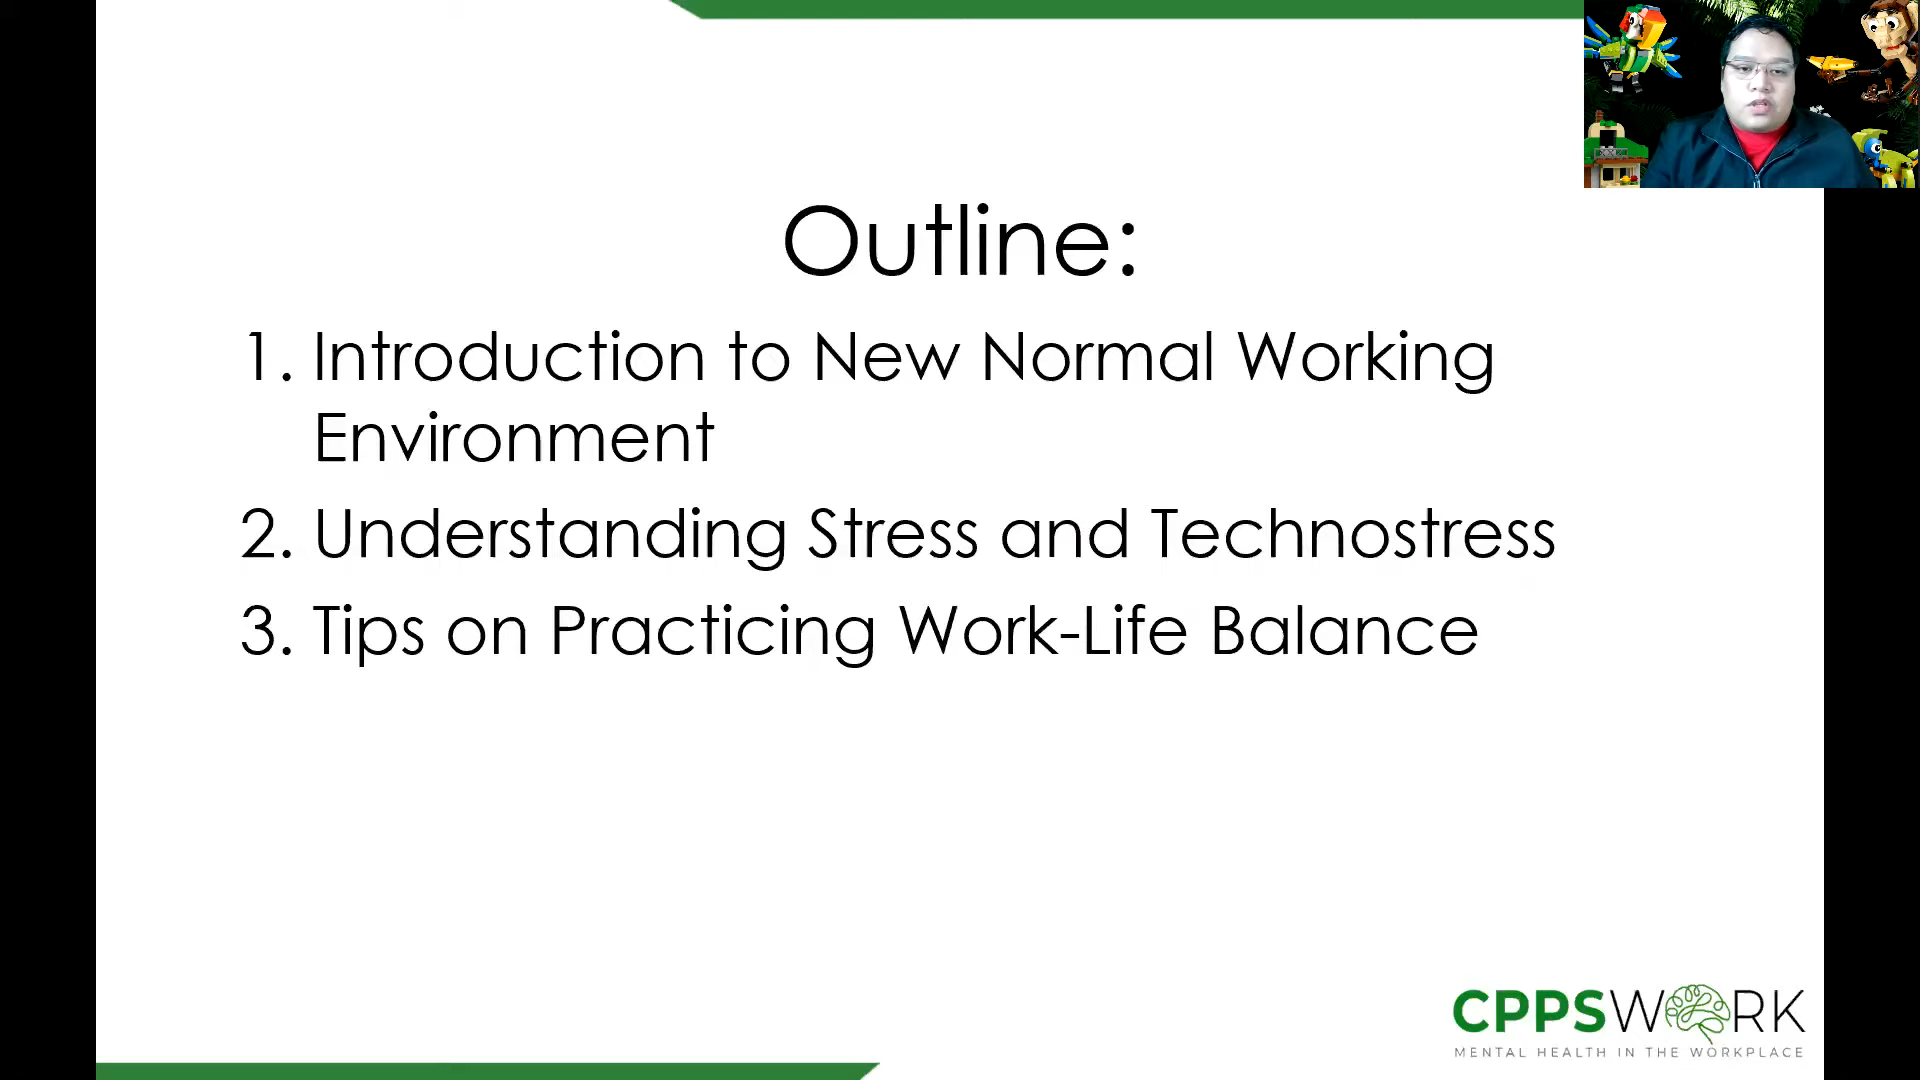 Outline:
1. Introduction to New Normal Working
Environment
2. Understanding Stress and Technostress
3. Tips on Practicing Work-Life Balance
CPPSWORK
MENTAL HEALTH IN THE WORKPLACE